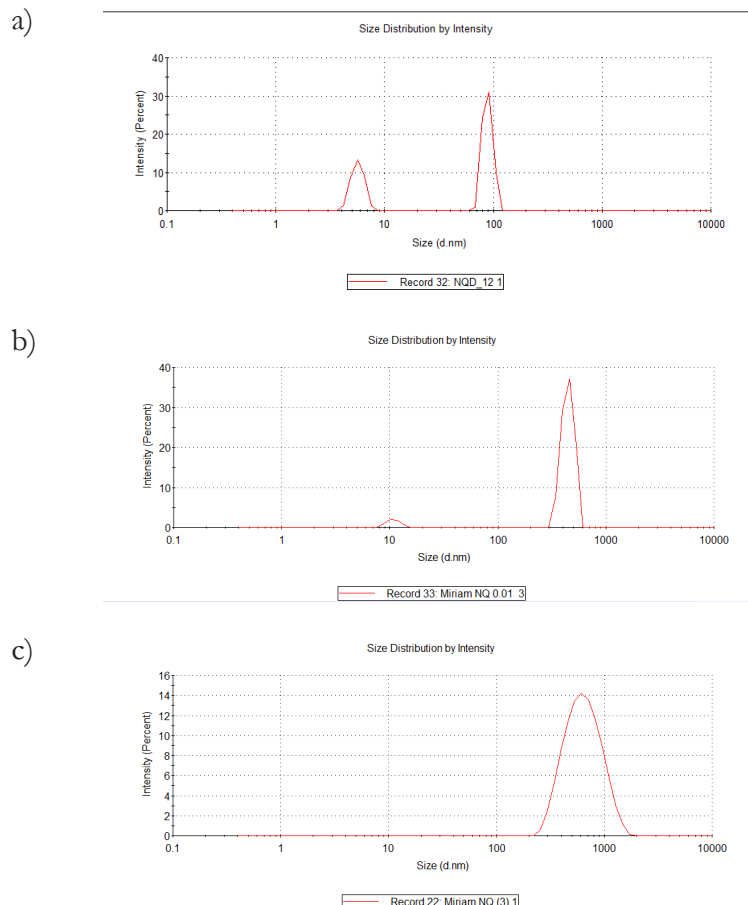 a)
Size Distribution by Intensity
Intensity (Percent)
40
30
20
10
0
0.1 1 10 100 1000 10000
Size (d.nm)
Record 32: NQD_12 1
b)
Size Distribution by Intensity
Intensity (Percent)
40
30
20
10
0
0.1 1 10 100 1000 10000
Size (d.nm)
Record 33: Miriam NQ 0.01 3
c)
Size Distribution by Intensity
Intensity (Percent)
16
14
12
10
8
6
4
2
0
0.1 1 10 100 1000 10000
Size (d.nm)
Record 22: Miriam NQ (3) 1